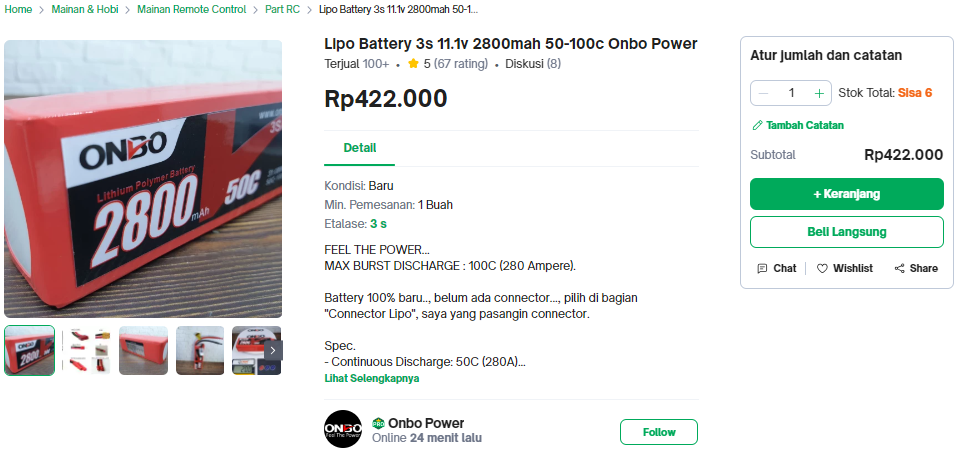 Home > Mainan & Hobi > Mainan Remote Control > Part RC > Lipo Battery 3s 11.1v 2800mah 50-1...
ONBO
Lithium Polymer Battery
2800mAh
50C
3S
Lipo Battery 3s 11.1v 2800mah 50-100c Onbo Power
Terjual 100+ • 5 (67 rating) • Diskusi (8)
Rp422.000
Detail
Kondisi: Baru
Min. Pemesanan: 1 Buah
Etalase: 3 s
FEEL THE POWER...
MAX BURST DISCHARGE : 100C (280 Ampere).
Battery 100% baru.., belum ada connector..., pilih di bagian
"Connector Lipo", saya yang pasangin connector.
Spec.
- Continuous Discharge: 50C (280A)...
Lihat Selengkapnya
ONBO
Feel The Power
PRO Onbo Power
Online 24 menit lalu
Follow
Atur jumlah dan catatan
1
Stok Total: Sisa 6
Tambah Catatan
Subtotal Rp422.000
+ Keranjang
Beli Langsung
Chat
Wishlist
Share